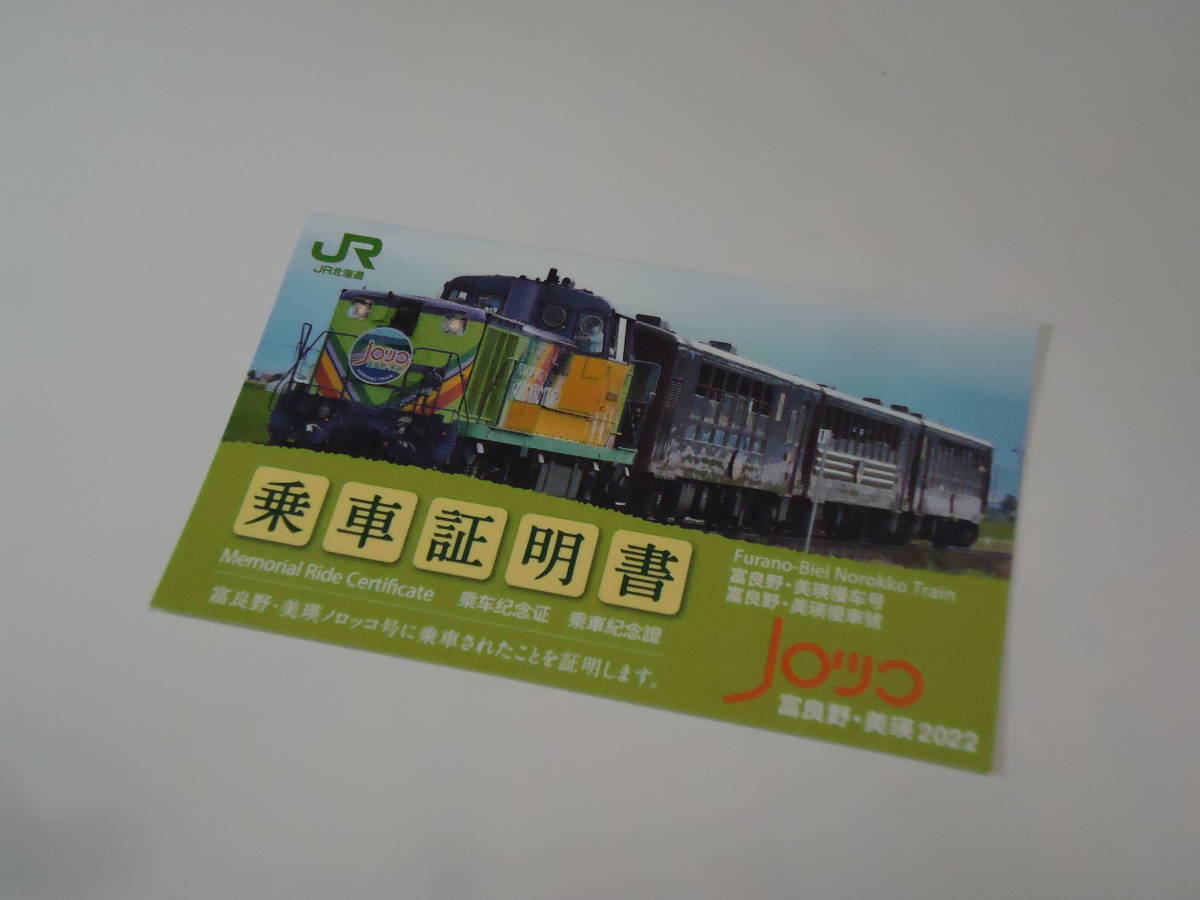 JR
JR北海道
ノロッコ
乗車証明書
Memorial Ride Certificate 乘车纪念证 乘車紀念證
富良野・美瑛ノロッコ号に乗車されたことを証明します。
Furano-Biei Norokko Train
富良野・美瑛慢车号
富良野・美瑛慢車號
ノロッコ
富良野・美瑛 2022